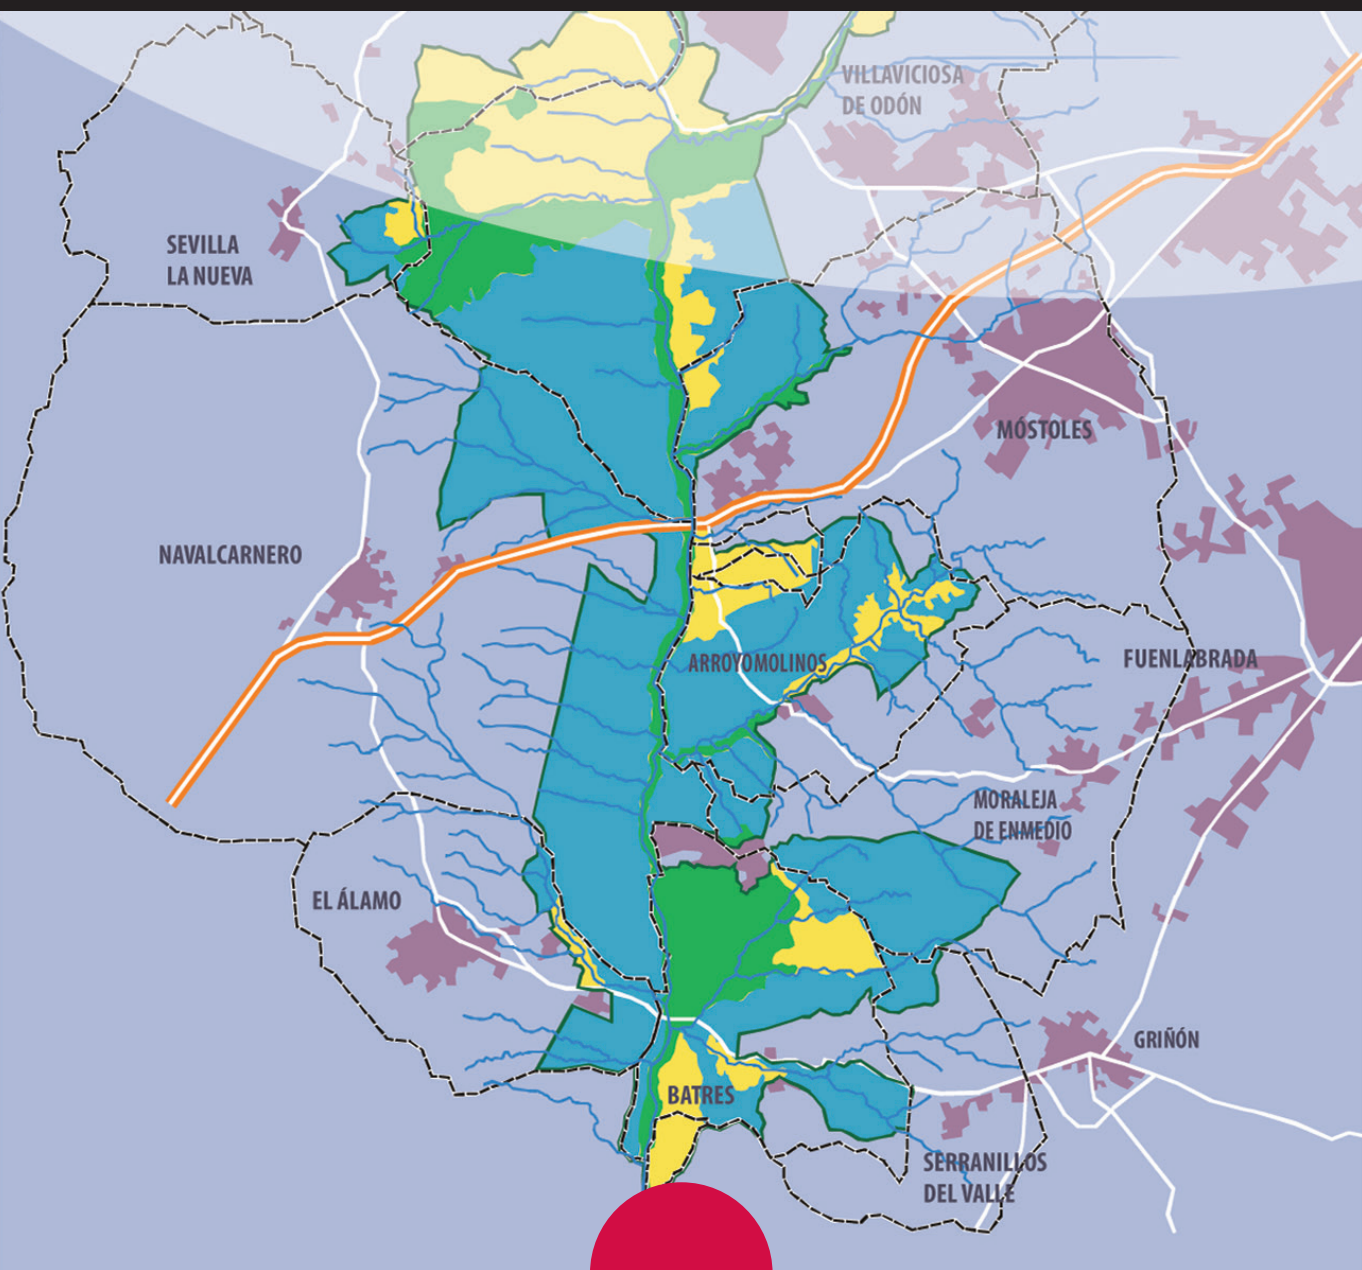 VILLAVICIOSA
DE ODÓN
SEVILLA
LA NUEVA
MÓSTOLES
NAVALCARNERO
ARROYOMOLINOS
FUENLABRADA
MORALEJA
DE ENMEDIO
EL ÁLAMO
GRIÑÓN
BATRES
SERRANILLOS
DEL VALLE